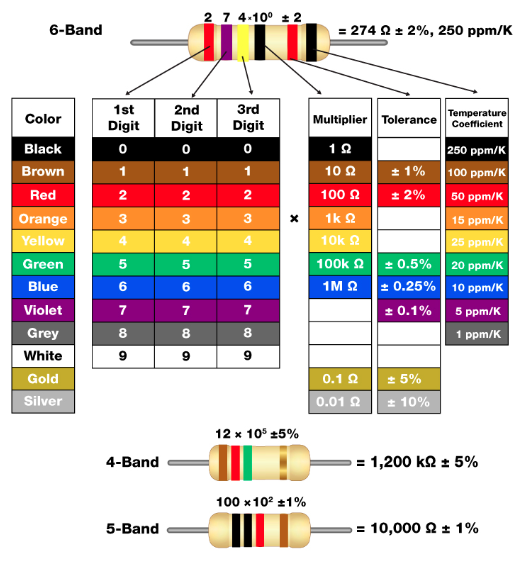 2 7 4×10⁰ ± 2
6-Band = 274 Ω ± 2%, 250 ppm/K
Color 1st Digit 2nd Digit 3rd Digit Multiplier Tolerance Temperature Coefficient
Black 0 0 0 1 Ω 250 ppm/K
Brown 1 1 1 10 Ω ± 1% 100 ppm/K
Red 2 2 2 100 Ω ± 2% 50 ppm/K
Orange 3 3 3 × 1k Ω 15 ppm/K
Yellow 4 4 4 10k Ω 25 ppm/K
Green 5 5 5 100k Ω ± 0.5% 20 ppm/K
Blue 6 6 6 1M Ω ± 0.25% 10 ppm/K
Violet 7 7 7 ± 0.1% 5 ppm/K
Grey 8 8 8 1 ppm/K
White 9 9 9
Gold 0.1 Ω ± 5%
Silver 0.01 Ω ± 10%
12 × 10⁵ ±5%
4-Band = 1,200 kΩ ± 5%
100 ×10² ±1%
5-Band = 10,000 Ω ± 1%